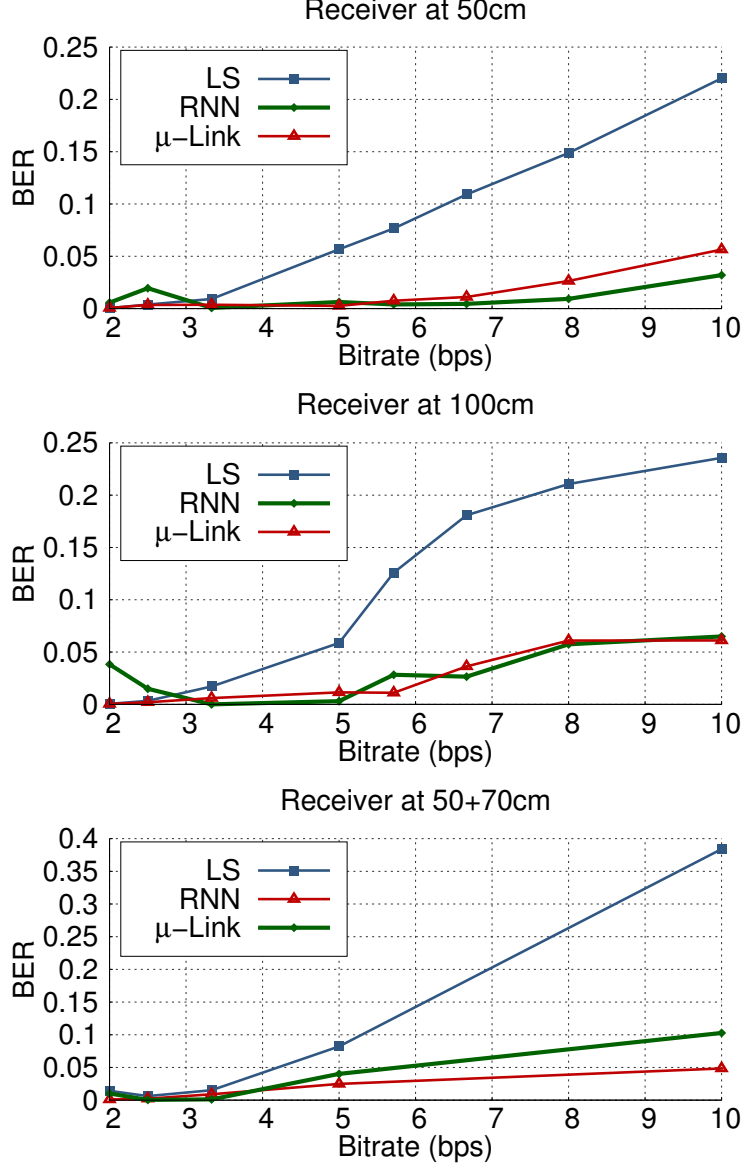 Receiver at 50cm
0.25
0.2
0.15
0.1
0.05
0
BER
LS
RNN
μ−Link
2 3 4 5 6 7 8 9 10
Bitrate (bps)
Receiver at 100cm
0.25
0.2
0.15
0.1
0.05
0
BER
LS
RNN
μ−Link
2 3 4 5 6 7 8 9 10
Bitrate (bps)
Receiver at 50+70cm
0.4
0.35
0.3
0.25
0.2
0.15
0.1
0.05
0
BER
LS
RNN
μ−Link
2 3 4 5 6 7 8 9 10
Bitrate (bps)